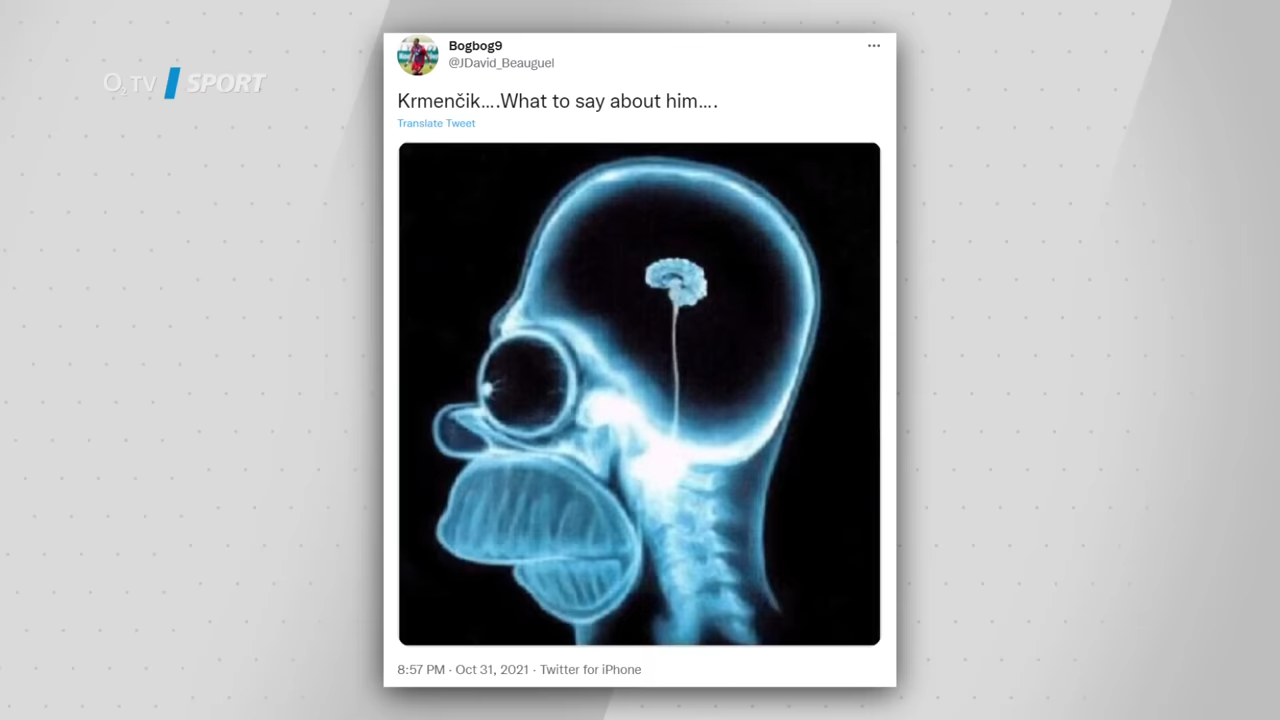 O2 TV SPORT
Bogbog9
@JDavid_Beauguel
Krmenčik....What to say about him....
Translate Tweet
8:57 PM · Oct 31, 2021 · Twitter for iPhone